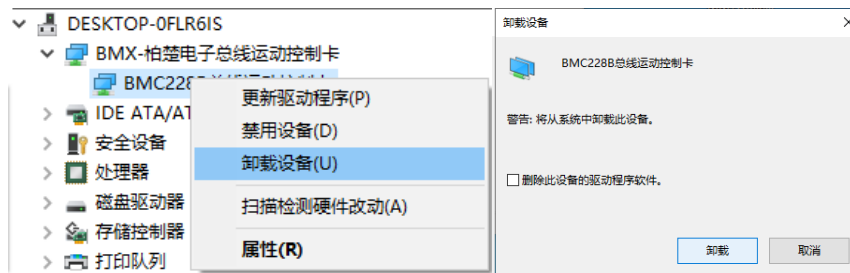 DESKTOP-0FLR6IS
BMX-柏楚电子总线运动控制卡
BMC228
IDE ATA/AT
安全设备
处理器
磁盘驱动器
存储控制器
打印队列
更新驱动程序(P)
禁用设备(D)
卸载设备(U)
扫描检测硬件改动(A)
属性(R)
卸载设备
BMC228B总线运动控制卡
警告: 将从系统中卸载此设备。
删除此设备的驱动程序软件。
卸载
取消